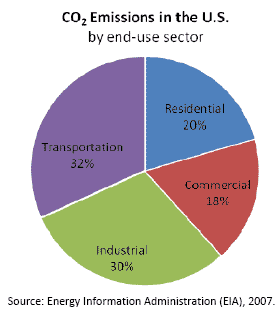 CO₂ Emissions in the U.S.
by end-use sector
Residential
20%
Commercial
18%
Industrial
30%
Transportation
32%
Source: Energy Information Administration (EIA), 2007.